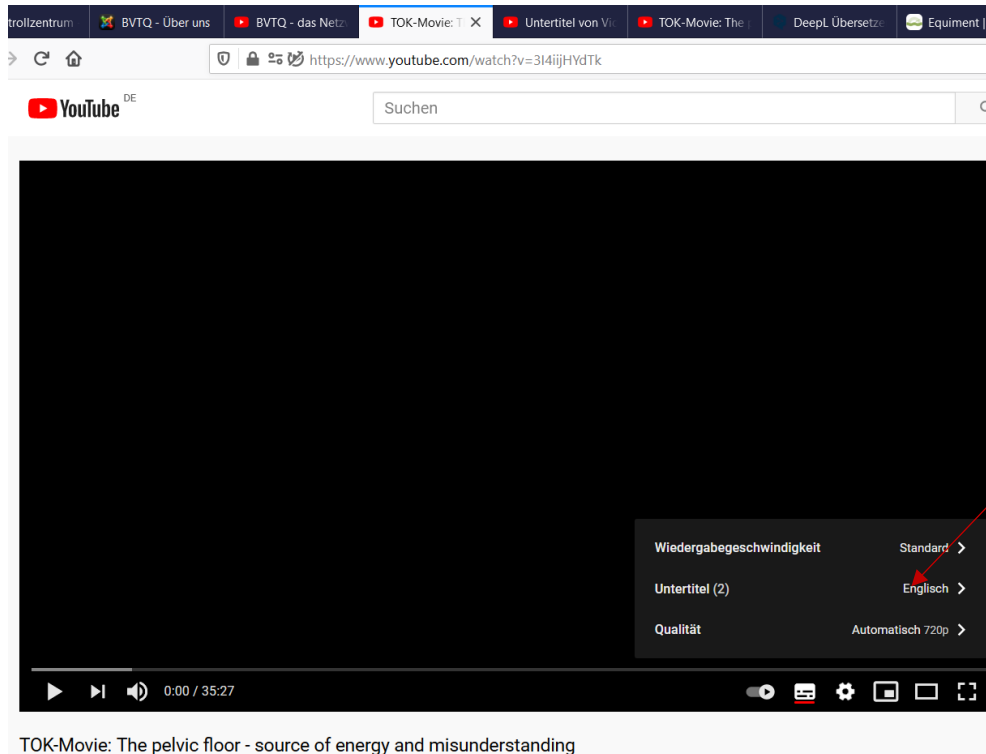 trollzentrum BVTQ - Über uns BVTQ - das Netz TOK-Movie: T Untertitel von Vi TOK-Movie: The DeepL Übersetze Equiment |
https://www.youtube.com/watch?v=3I4iijHYdTk
YouTube DE Suchen
Wiedergabegeschwindigkeit Standard
Untertitel (2) Englisch
Qualität Automatisch 720p
0:00 / 35:27
TOK-Movie: The pelvic floor - source of energy and misunderstanding